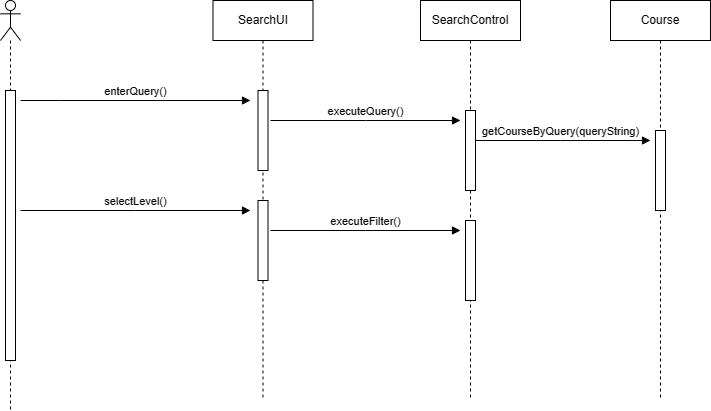 SearchUI
SearchControl
Course
enterQuery()
executeQuery()
getCourseByQuery(queryString)
selectLevel()
executeFilter()